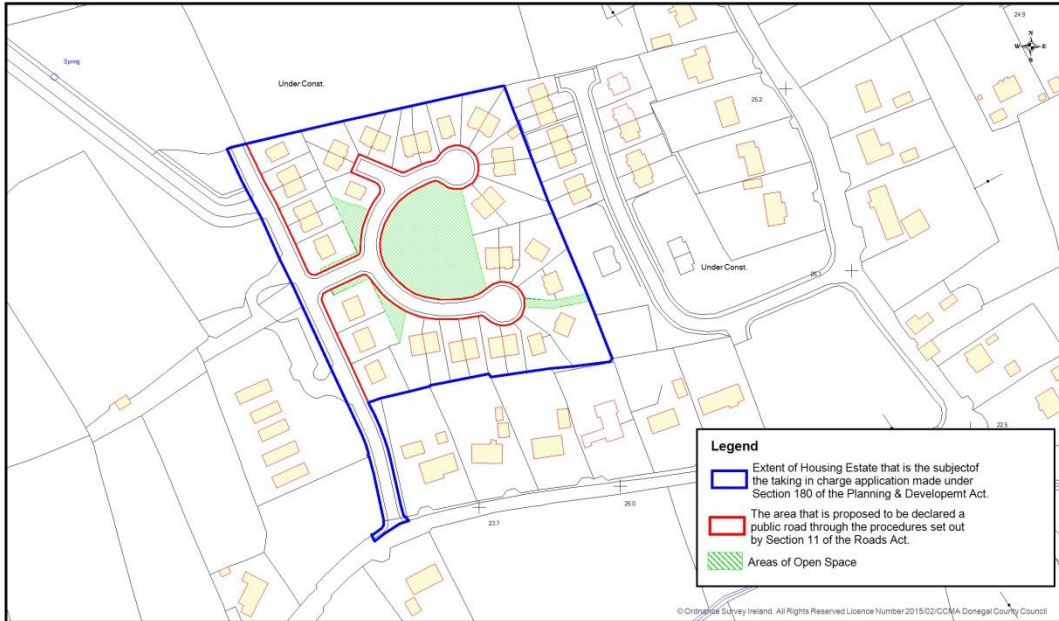 24.9
N
W E
S
Spring
Under Const.
25.2
Under Const.
26.1
22.5
26.0
23.7
Legend
Extent of Housing Estate that is the subjectof
the taking in charge application made under
Section 180 of the Planning & Developemt Act.
The area that is proposed to be declared a
public road through the procedures set out
by Section 11 of the Roads Act.
Areas of Open Space
© Ordnance Survey Ireland. All Rights Reserved Licence Number 2015/02/CCMA Donegal County Council